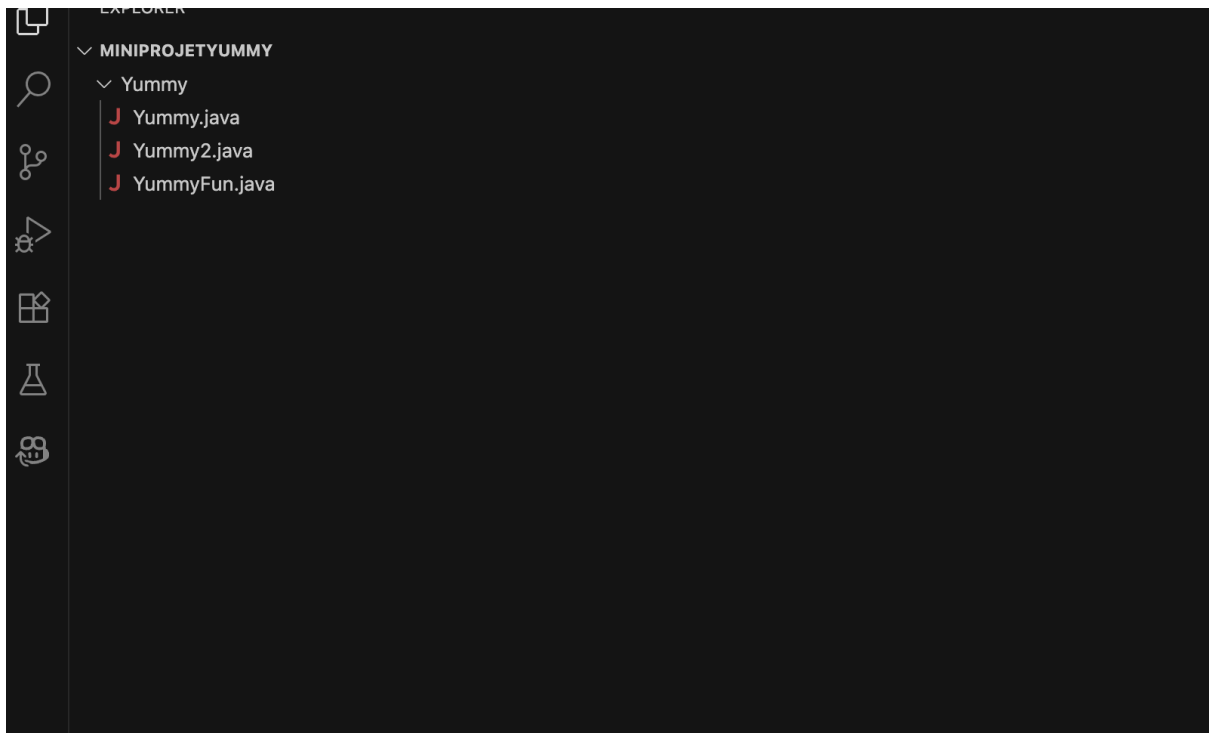 EXPLORER
MINIPROJETYUMMY
Yummy
J Yummy.java
J Yummy2.java
J YummyFun.java